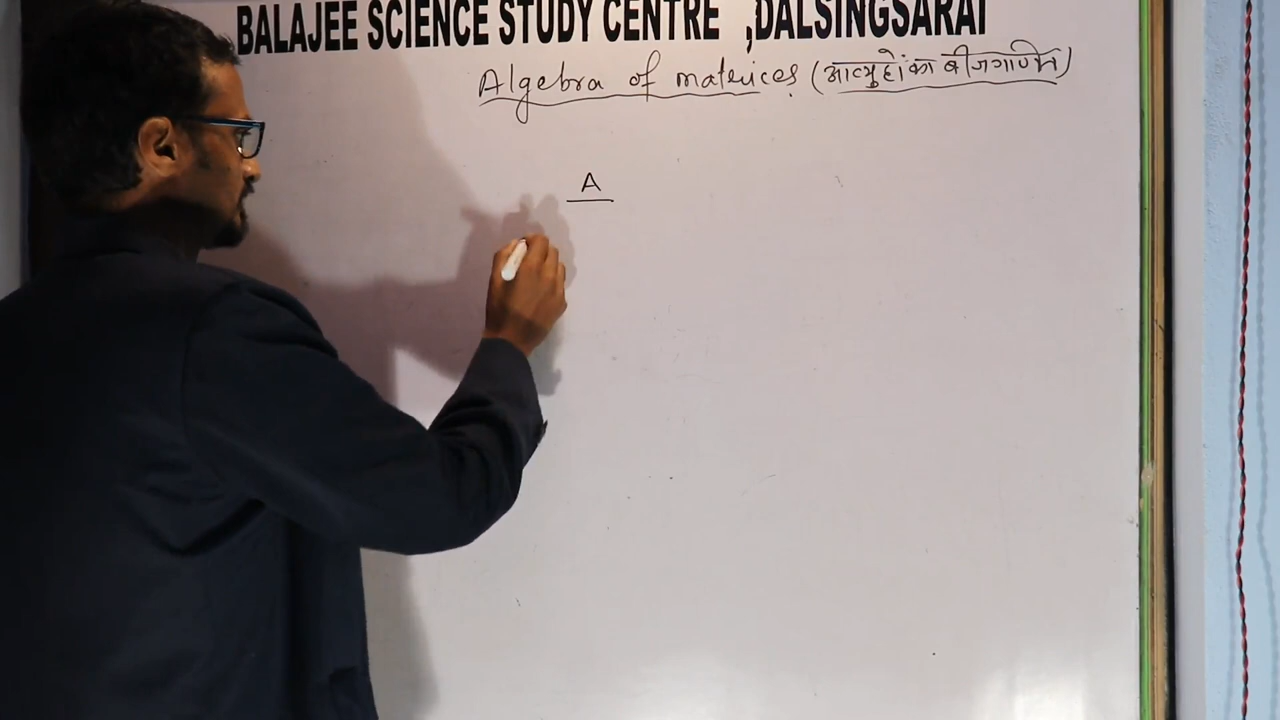 BALAJEE SCIENCE STUDY CENTRE ,DALSINGSARAI
Algebra of matrices (आव्यूहों का बीजगणित)
A